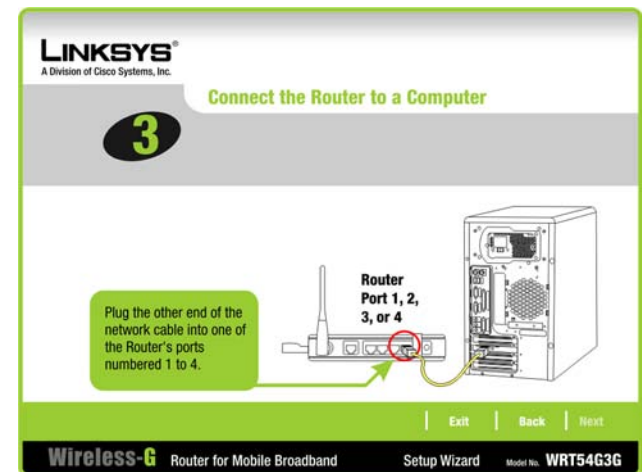 LINKSYS®
A Division of Cisco Systems, Inc.
Connect the Router to a Computer
3
Router
Port 1, 2,
3, or 4
Plug the other end of the
network cable into one of
the Router's ports
numbered 1 to 4.
Exit
Back
Next
Wireless-G Router for Mobile Broadband Setup Wizard Model No. WRT54G3G